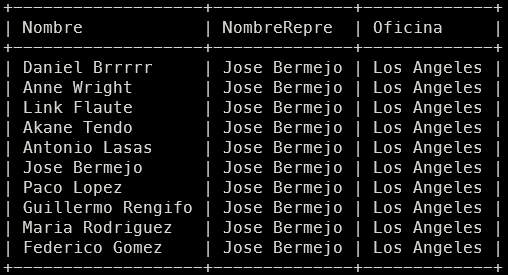 +-------------------+--------------+-------------+
| Nombre            | NombreRepre  | Oficina     |
+-------------------+--------------+-------------+
| Daniel Brrrrr     | Jose Bermejo | Los Angeles |
| Anne Wright       | Jose Bermejo | Los Angeles |
| Link Flaute       | Jose Bermejo | Los Angeles |
| Akane Tendo       | Jose Bermejo | Los Angeles |
| Antonio Lasas     | Jose Bermejo | Los Angeles |
| Jose Bermejo      | Jose Bermejo | Los Angeles |
| Paco Lopez        | Jose Bermejo | Los Angeles |
| Guillermo Rengifo | Jose Bermejo | Los Angeles |
| Maria Rodriguez   | Jose Bermejo | Los Angeles |
| Federico Gomez    | Jose Bermejo | Los Angeles |
+-------------------+--------------+-------------+